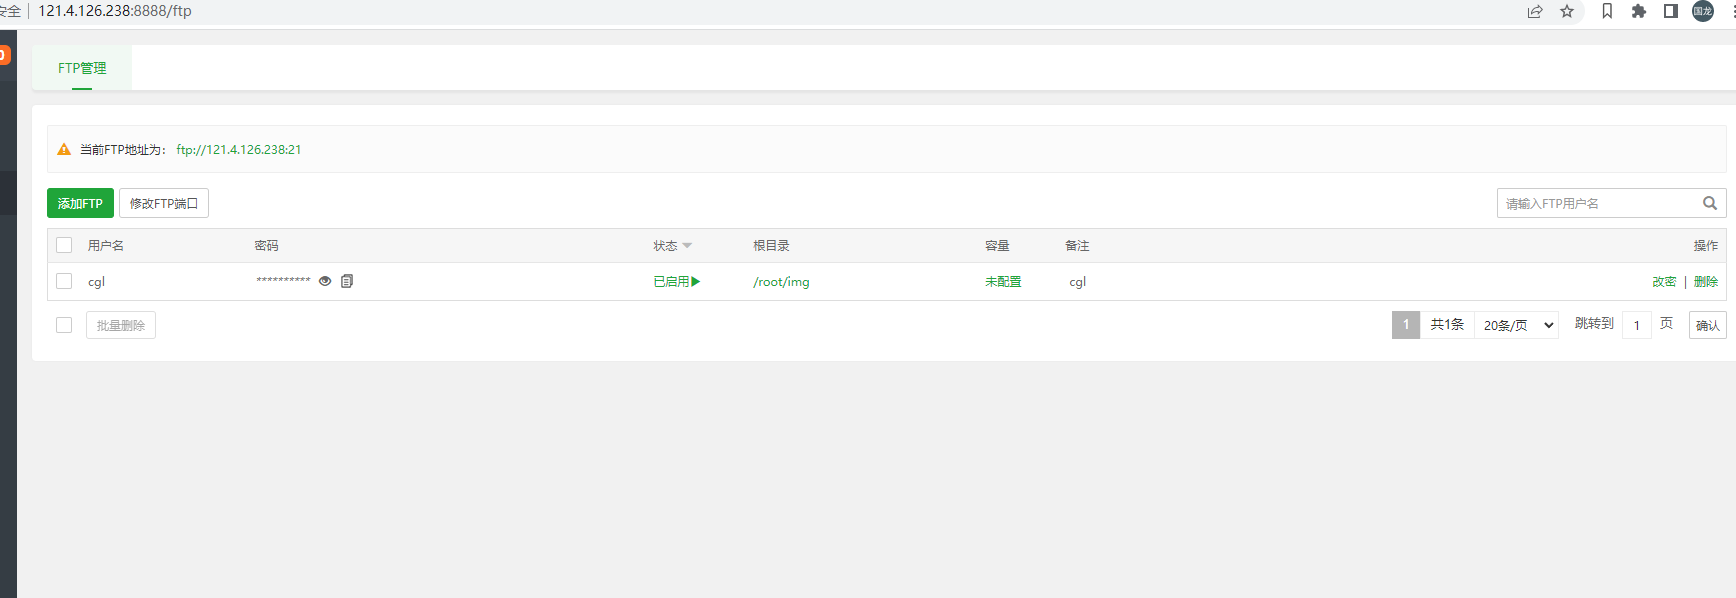 安全 121.4.126.238:8888/ftp
国龙
0
FTP管理
当前FTP地址为： ftp://121.4.126.238:21
添加FTP 修改FTP端口 请输入FTP用户名
用户名 密码 状态 根目录 容量 备注 操作
cgl ********** 已启用 /root/img 未配置 cgl 改密 | 删除
批量删除 1 共1条 20条/页 跳转到 1 页 确认